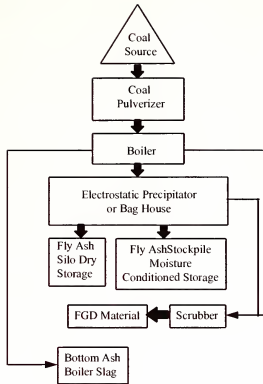 Coal
Source
Coal
Pulverizer
Boiler
Electrostatic Precipitator
or Bag House
Fly Ash
Silo Dry
Storage
Fly AshStockpile
Moisture
Conditioned Storage
FGD Material
Scrubber
Bottom Ash
Boiler Slag